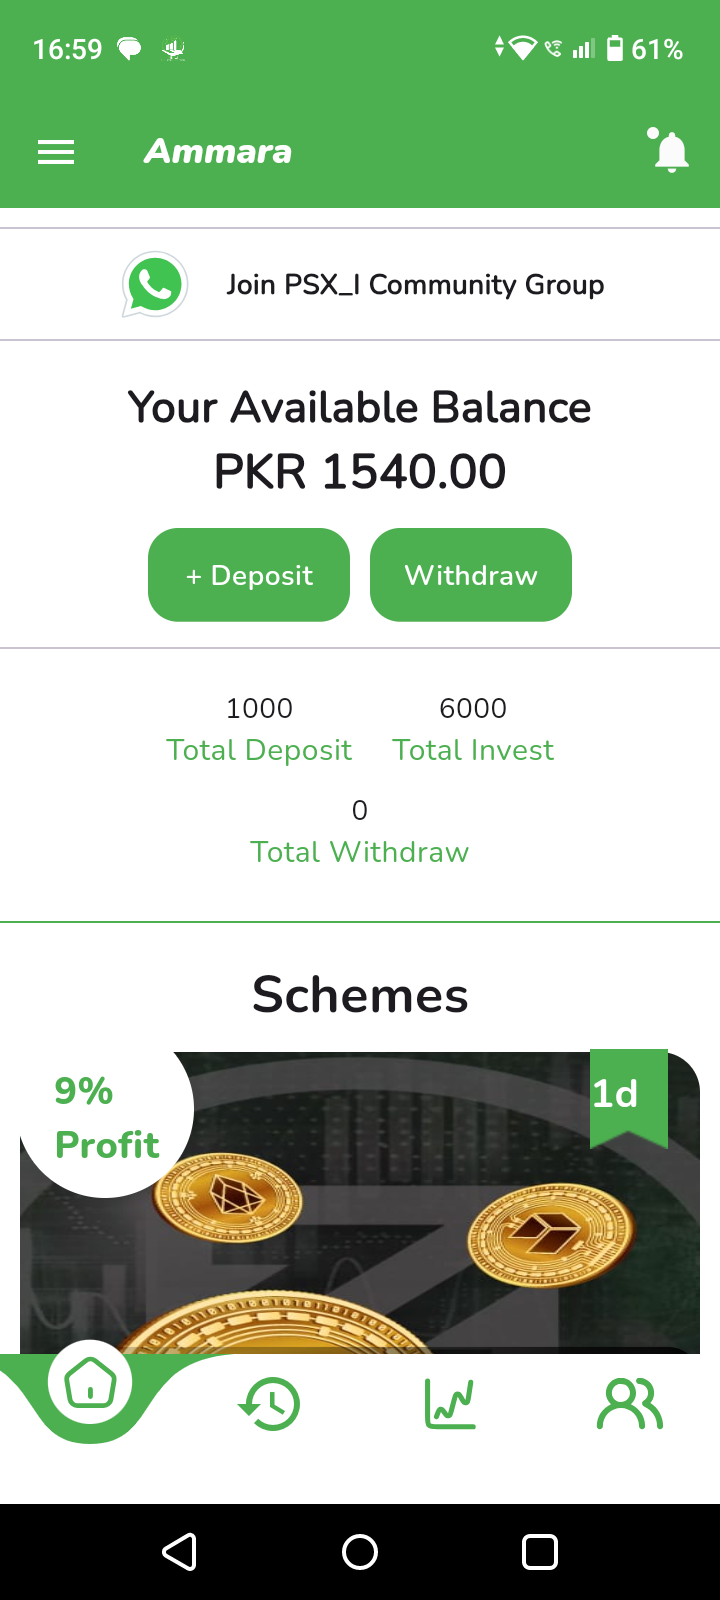 16:59
61%
Ammara
Join PSX_I Community Group
Your Available Balance
PKR 1540.00
+ Deposit
Withdraw
1000
Total Deposit
6000
Total Invest
0
Total Withdraw
Schemes
9%
Profit
1d